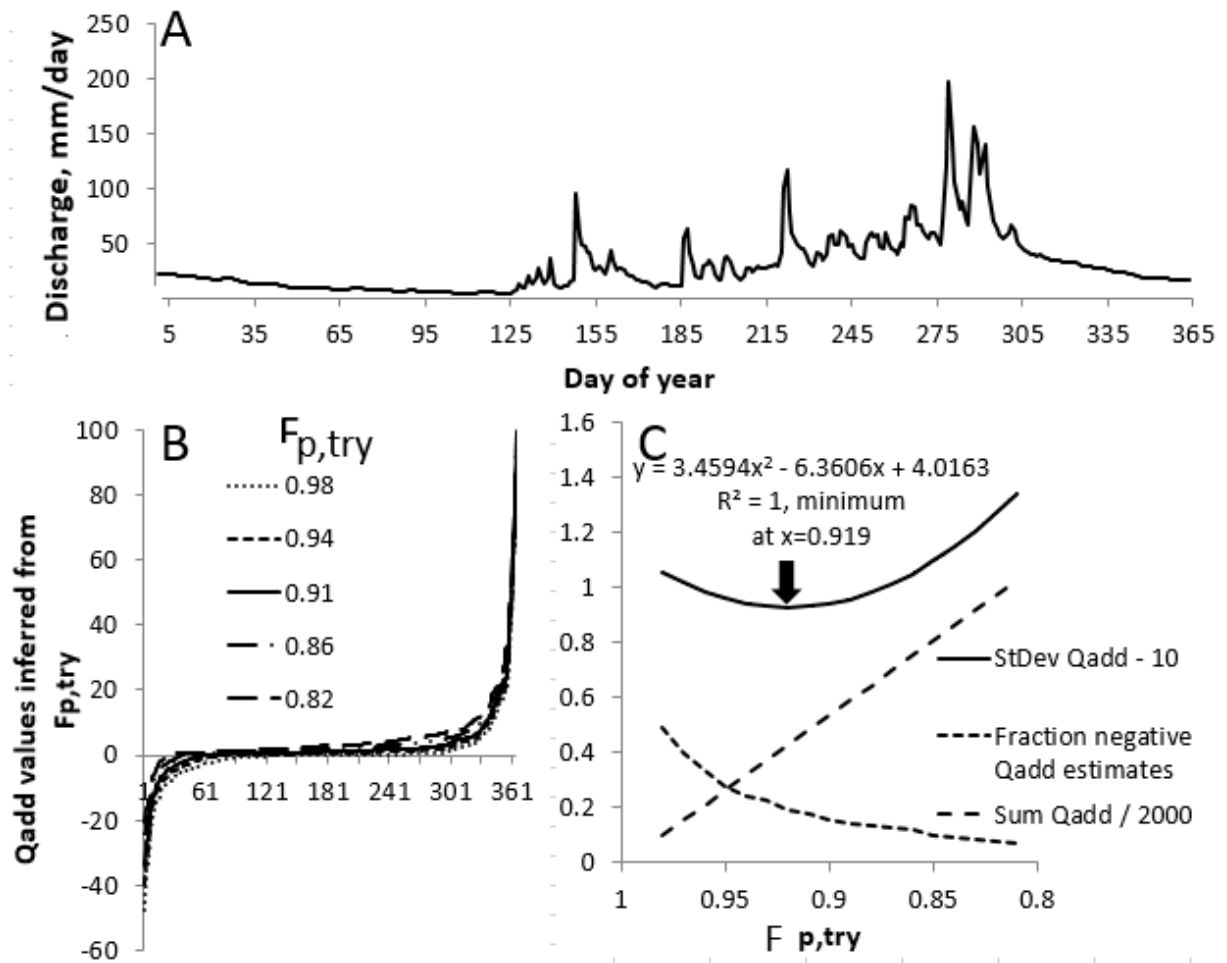 A
250
200
150
100
50
Discharge, mm/day
5 35 65 95 125 155 185 215 245 275 305 335 365
Day of year
B
Fp,try
100
80
60
40
20
0
-20
-40
-60
0.98
0.94
0.91
0.86
0.82
1 61 121 181 241 301 361
Qadd values inferred from
Fp,try
C
1.6
1.4
1.2
1
0.8
0.6
0.4
0.2
0
y = 3.4594x² - 6.3606x + 4.0163
R² = 1, minimum
at x=0.919
StDev Qadd - 10
Fraction negative
Qadd estimates
Sum Qadd / 2000
1 0.95 0.9 0.85 0.8
F p,try